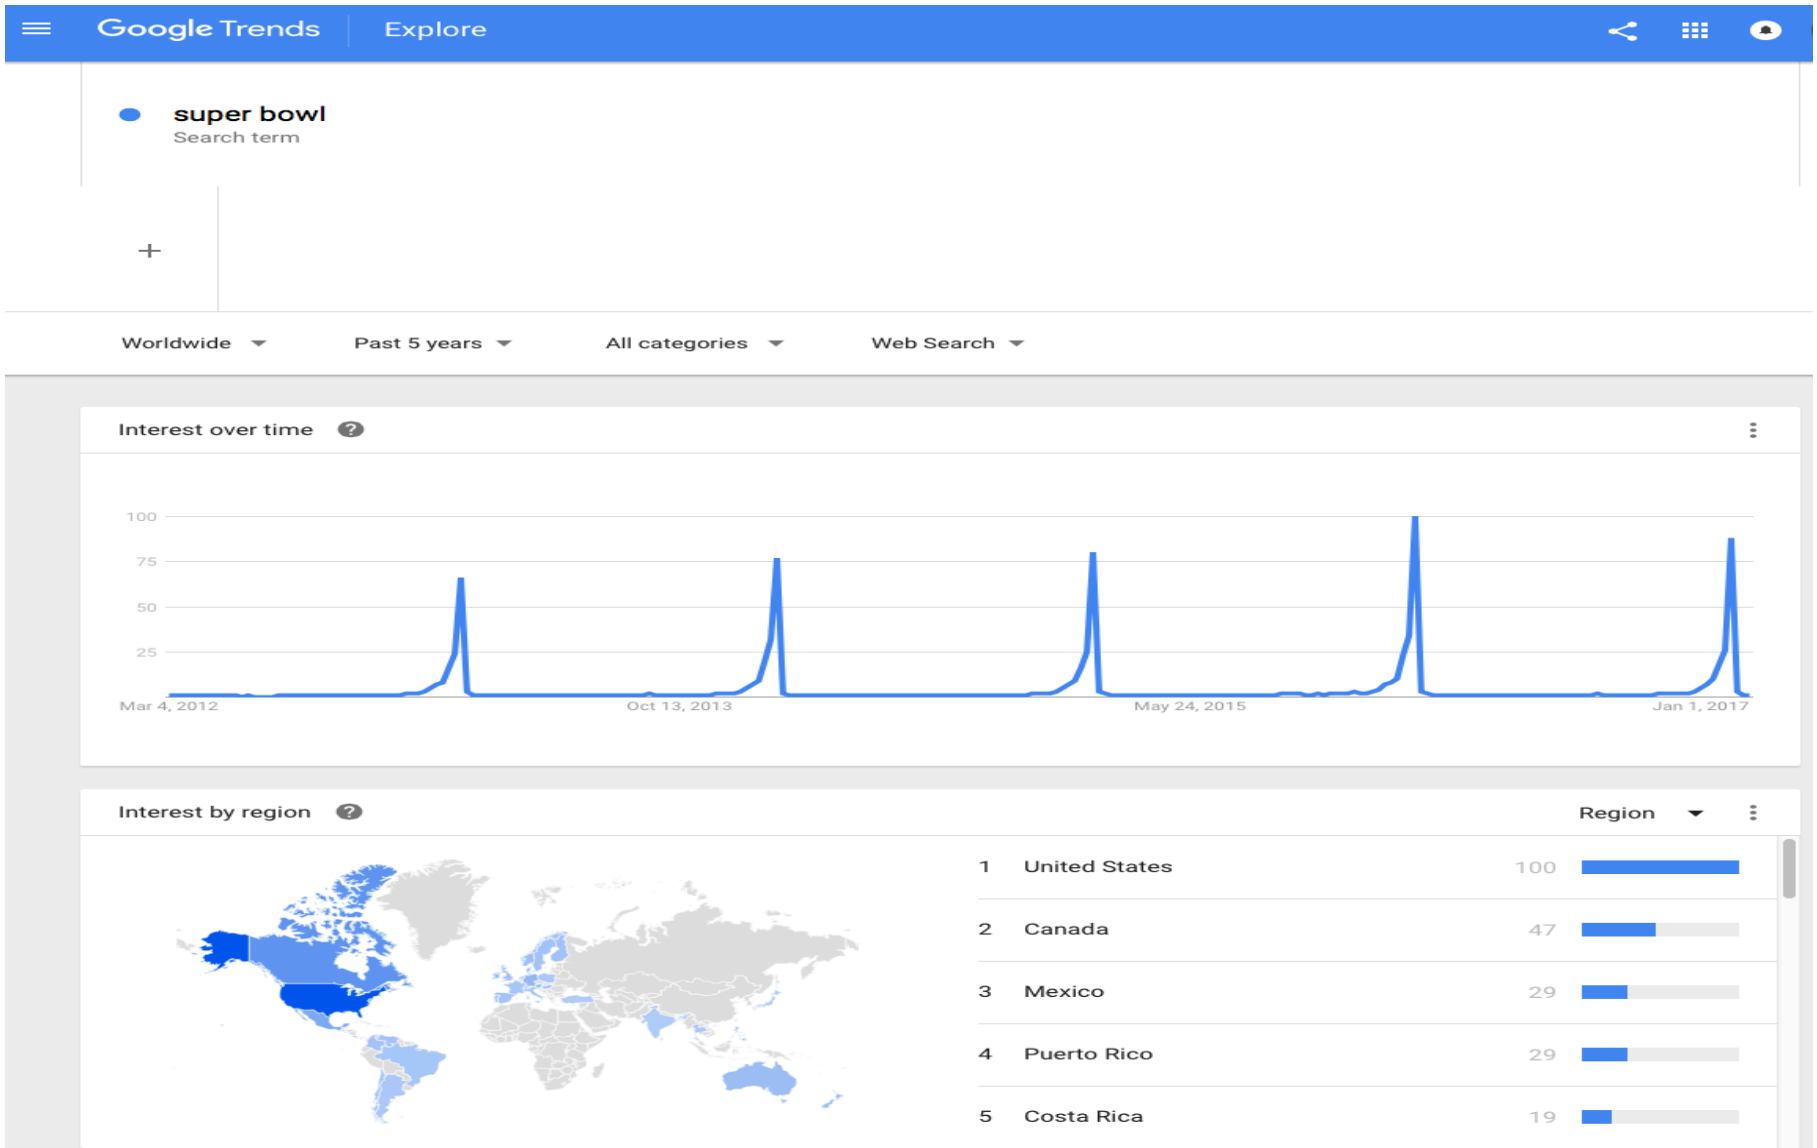 Google Trends Explore
super bowl
Search term
+
Worldwide Past 5 years All categories Web Search
Interest over time ?
100
75
50
25
Mar 4, 2012 Oct 13, 2013 May 24, 2015 Jan 1, 2017
Interest by region ? Region
1 United States 100
2 Canada 47
3 Mexico 29
4 Puerto Rico 29
5 Costa Rica 19